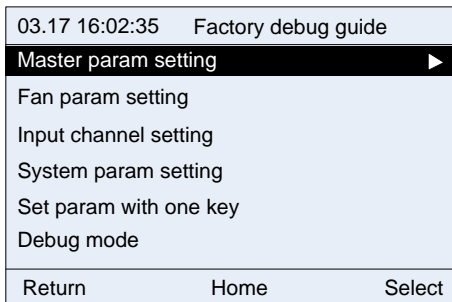 03.17 16:02:35 Factory debug guide
Master param setting
Fan param setting
Input channel setting
System param setting
Set param with one key
Debug mode
Return Home Select